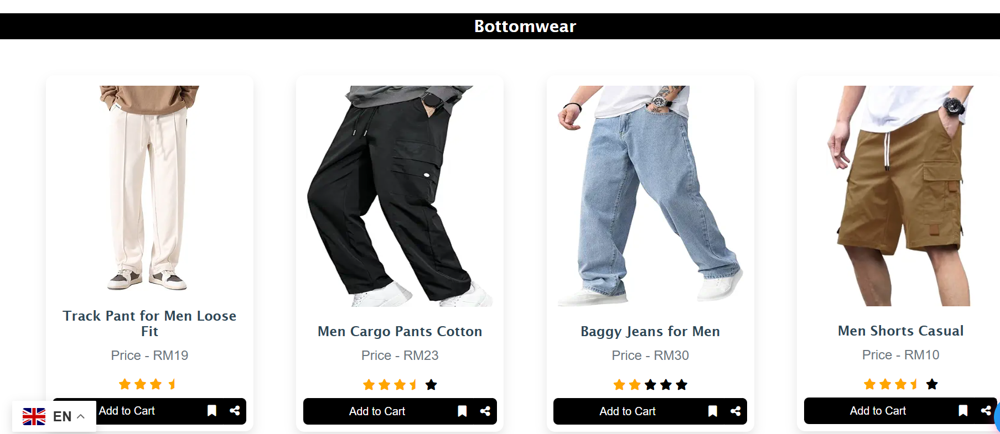 Bottomwear
Track Pant for Men Loose
Fit
Price - RM19
Add to Cart
Men Cargo Pants Cotton
Price - RM23
Add to Cart
Baggy Jeans for Men
Price - RM30
Add to Cart
Men Shorts Casual
Price - RM10
Add to Cart
EN